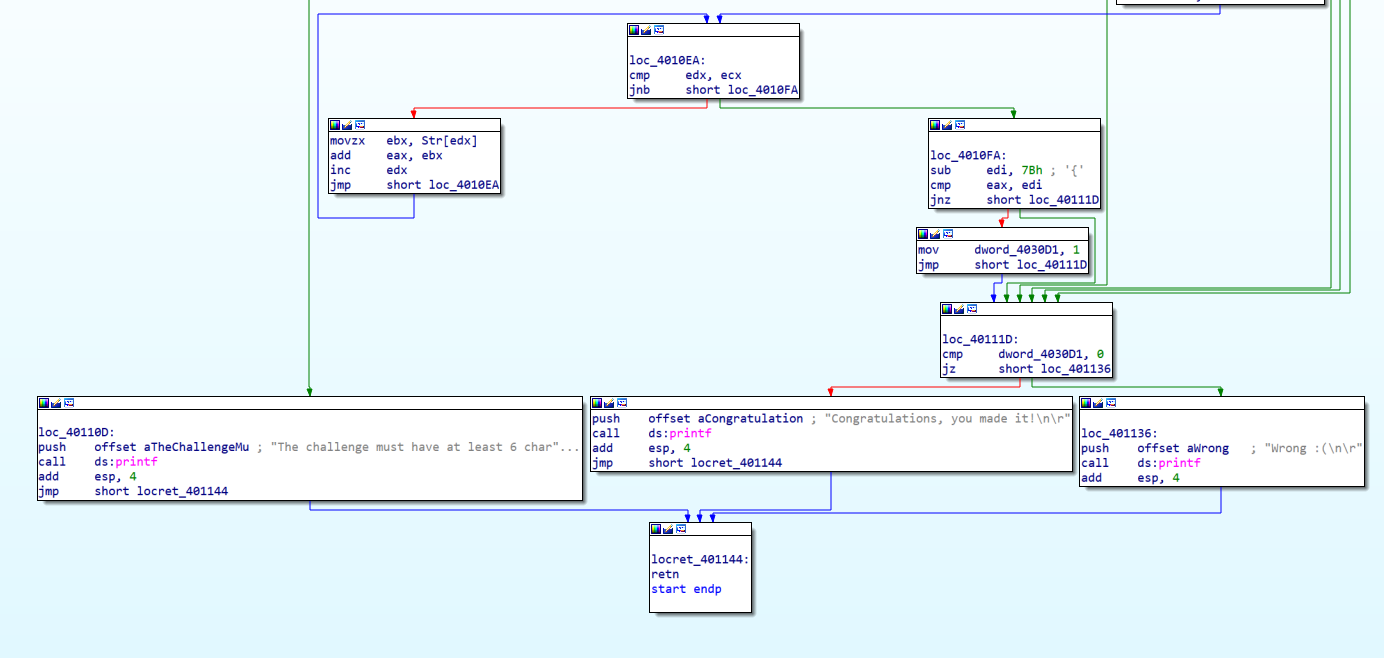 loc_4010EA:
cmp edx, ecx
jnb short loc_4010FA
movzx ebx, Str[edx]
add eax, ebx
inc edx
jmp short loc_4010EA
loc_4010FA:
sub edi, 7Bh ; '{'
cmp eax, edi
jnz short loc_40111D
mov dword_4030D1, 1
jmp short loc_40111D
loc_40111D:
cmp dword_4030D1, 0
jz short loc_401136
loc_40110D:
push offset aTheChallengeMu ; "The challenge must have at least 6 char"...
call ds:printf
add esp, 4
jmp short locret_401144
push offset aCongratulation ; "Congratulations, you made it!\n\r"
call ds:printf
add esp, 4
jmp short locret_401144
loc_401136:
push offset aWrong ; "Wrong :(\n\r"
call ds:printf
add esp, 4
locret_401144:
retn
start endp